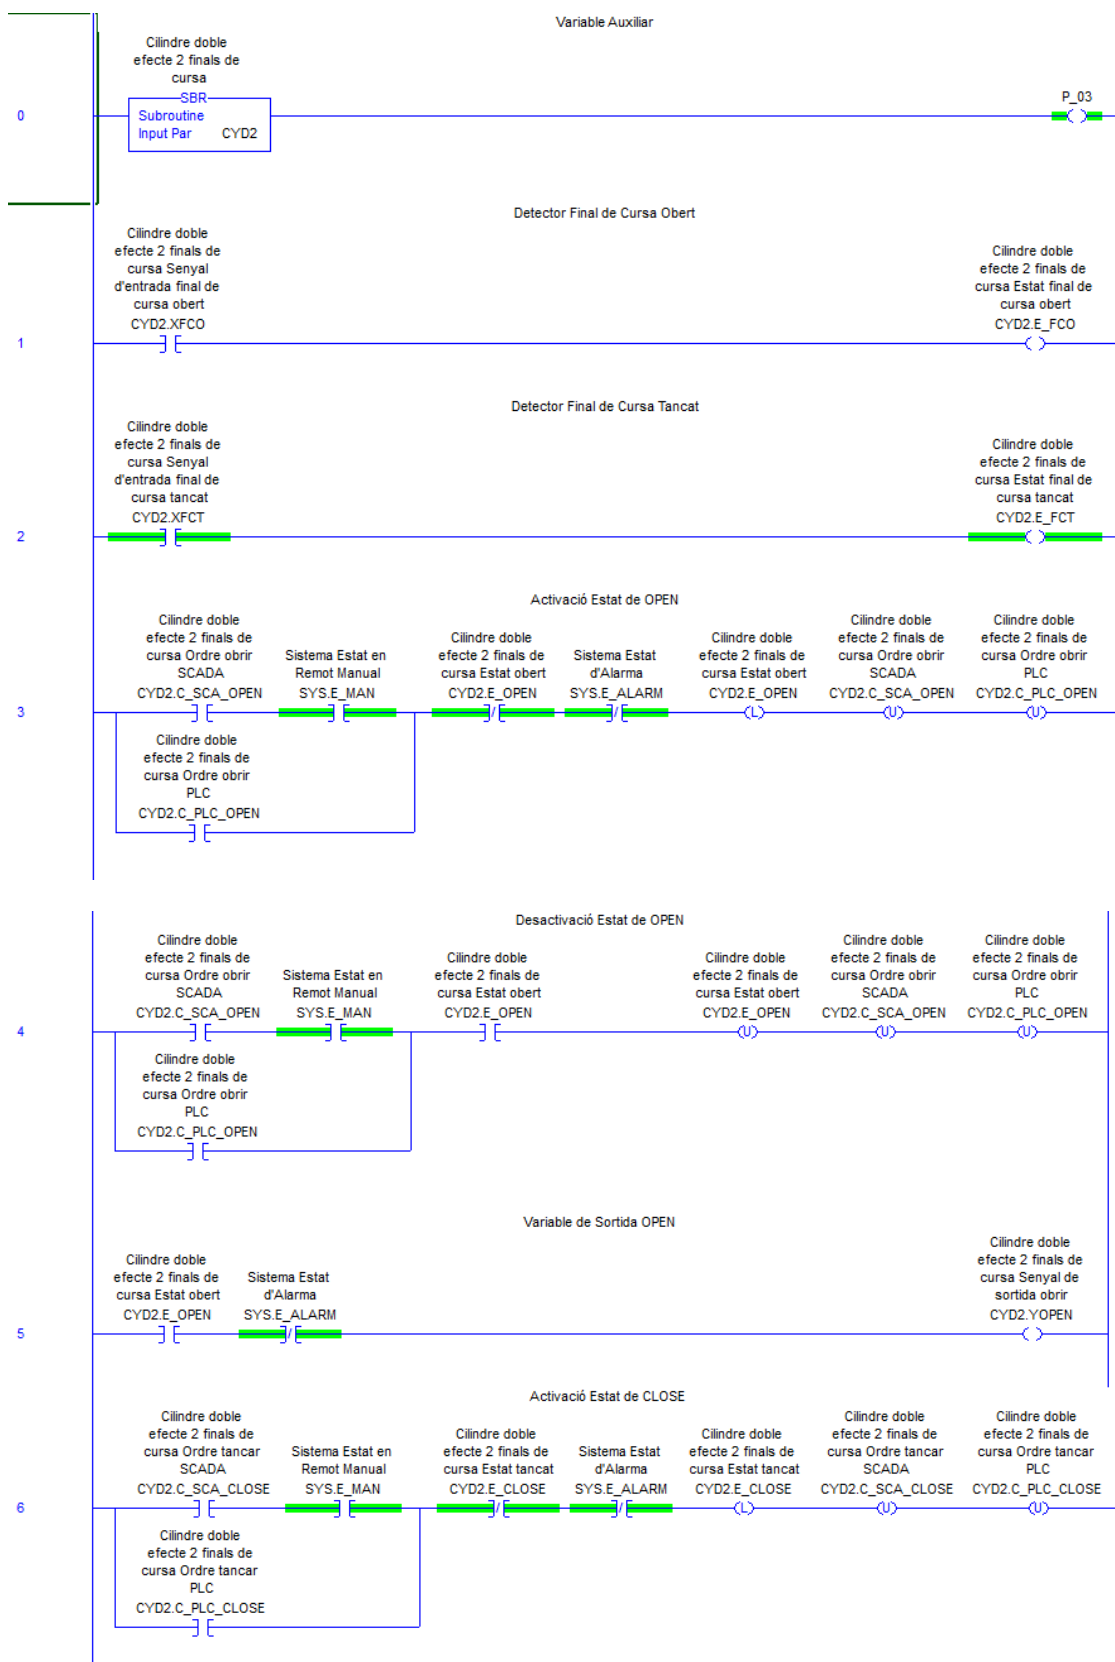 Variable Auxiliar
Cilindre doble
efecte 2 finals de
cursa
SBR
Subroutine
Input Par CYD2
P_03
0
Detector Final de Cursa Obert
Cilindre doble
efecte 2 finals de
cursa Senyal
d'entrada final de
cursa obert
CYD2.XFCO
Cilindre doble
efecte 2 finals de
cursa Estat final de
cursa obert
CYD2.E_FCO
1
Detector Final de Cursa Tancat
Cilindre doble
efecte 2 finals de
cursa Senyal
d'entrada final de
cursa tancat
CYD2.XFCT
Cilindre doble
efecte 2 finals de
cursa Estat final de
cursa tancat
CYD2.E_FCT
2
Activació Estat de OPEN
Cilindre doble
efecte 2 finals de
cursa Ordre obrir
SCADA
CYD2.C_SCA_OPEN
Sistema Estat en
Remot Manual
SYS.E_MAN
Cilindre doble
efecte 2 finals de
cursa Estat obert
CYD2.E_OPEN
Sistema Estat
d'Alarma
SYS.E_ALARM
Cilindre doble
efecte 2 finals de
cursa Estat obert
CYD2.E_OPEN
L
Cilindre doble
efecte 2 finals de
cursa Ordre obrir
SCADA
CYD2.C_SCA_OPEN
U
Cilindre doble
efecte 2 finals de
cursa Ordre obrir
PLC
CYD2.C_PLC_OPEN
U
3
Cilindre doble
efecte 2 finals de
cursa Ordre obrir
PLC
CYD2.C_PLC_OPEN
Desactivació Estat de OPEN
Cilindre doble
efecte 2 finals de
cursa Ordre obrir
SCADA
CYD2.C_SCA_OPEN
Sistema Estat en
Remot Manual
SYS.E_MAN
Cilindre doble
efecte 2 finals de
cursa Estat obert
CYD2.E_OPEN
Cilindre doble
efecte 2 finals de
cursa Estat obert
CYD2.E_OPEN
U
Cilindre doble
efecte 2 finals de
cursa Ordre obrir
SCADA
CYD2.C_SCA_OPEN
U
Cilindre doble
efecte 2 finals de
cursa Ordre obrir
PLC
CYD2.C_PLC_OPEN
U
4
Cilindre doble
efecte 2 finals de
cursa Ordre obrir
PLC
CYD2.C_PLC_OPEN
Variable de Sortida OPEN
Cilindre doble
efecte 2 finals de
cursa Estat obert
CYD2.E_OPEN
Sistema Estat
d'Alarma
SYS.E_ALARM
Cilindre doble
efecte 2 finals de
cursa Senyal de
sortida obrir
CYD2.YOPEN
5
Activació Estat de CLOSE
Cilindre doble
efecte 2 finals de
cursa Ordre tancar
SCADA
CYD2.C_SCA_CLOSE
Sistema Estat en
Remot Manual
SYS.E_MAN
Cilindre doble
efecte 2 finals de
cursa Estat tancat
CYD2.E_CLOSE
Sistema Estat
d'Alarma
SYS.E_ALARM
Cilindre doble
efecte 2 finals de
cursa Estat tancat
CYD2.E_CLOSE
L
Cilindre doble
efecte 2 finals de
cursa Ordre tancar
SCADA
CYD2.C_SCA_CLOSE
U
Cilindre doble
efecte 2 finals de
cursa Ordre tancar
PLC
CYD2.C_PLC_CLOSE
U
6
Cilindre doble
efecte 2 finals de
cursa Ordre tancar
PLC
CYD2.C_PLC_CLOSE